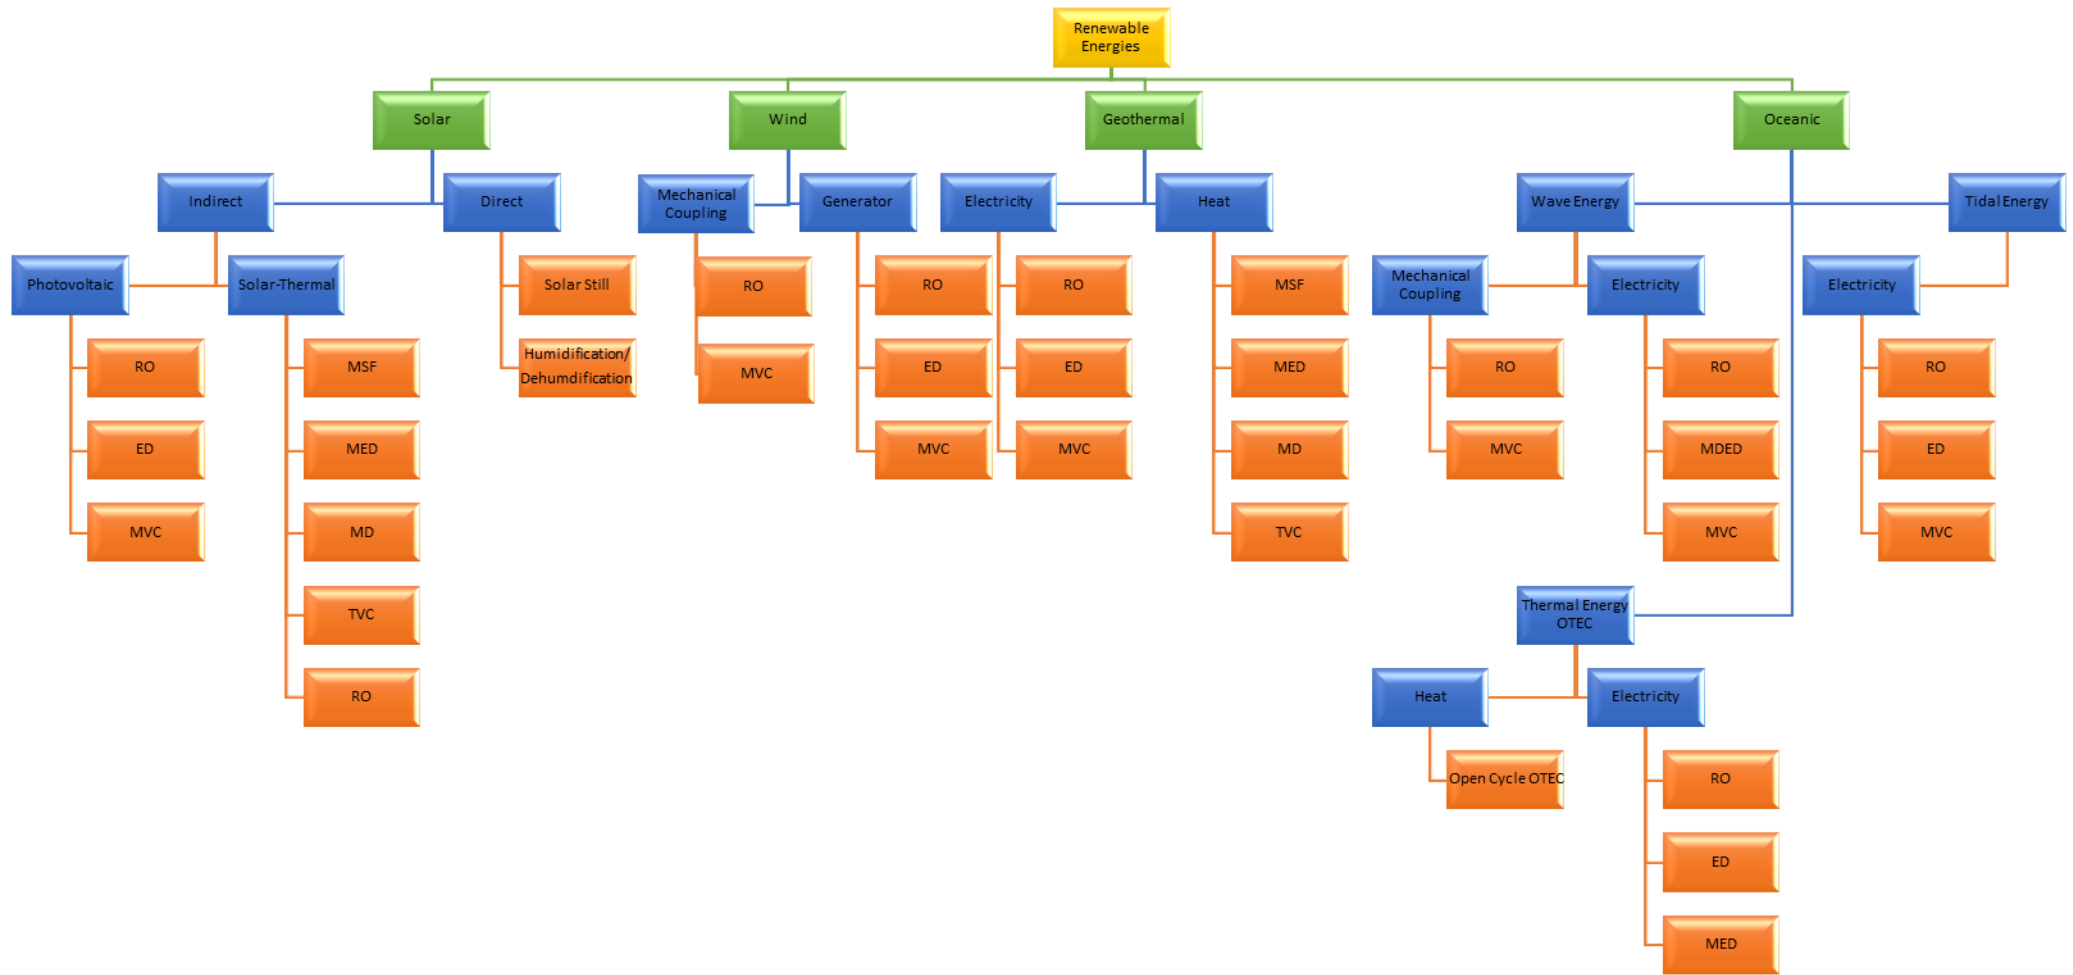 Renewable
Energies
Solar
Wind
Geothermal
Oceanic
Indirect
Direct
Mechanical
Coupling
Generator
Electricity
Heat
Wave Energy
Tidal Energy
Photovoltaic
Solar-Thermal
Solar Still
RO
RO
RO
MSF
Mechanical
Coupling
Electricity
Electricity
RO
MSF
Humidification/
Dehumdification
MVC
ED
ED
MED
RO
RO
RO
ED
MED
MVC
MVC
MD
MVC
MDED
ED
MVC
MD
TVC
MVC
MVC
TVC
Thermal Energy
OTEC
RO
Heat
Electricity
Open Cycle OTEC
RO
ED
MED